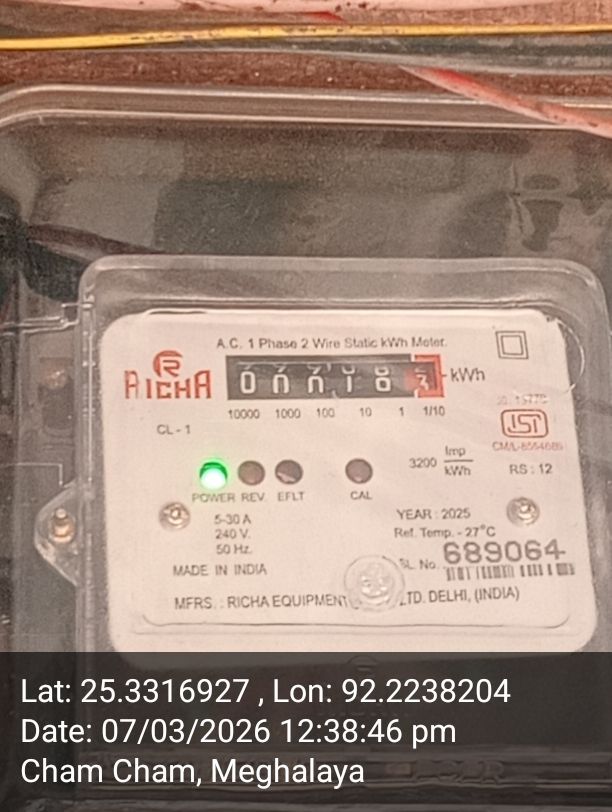 A.C. 1 Phase 2 Wire Static kWh Meter
RICHA
kWh
10000 1000 100 10 1 1/10
CL - 1
3200 Imp/kWh
RS : 12
POWER REV. EFLT CAL
5-30 A
240 V.
50 Hz.
YEAR : 2025
Ref. Temp. - 27°C
SL. No. 689064
MADE IN INDIA
MFRS. : RICHA EQUIPMENT LTD. DELHI, (INDIA)
Lat: 25.3316927 , Lon: 92.2238204
Date: 07/03/2026 12:38:46 pm
Cham Cham, Meghalaya